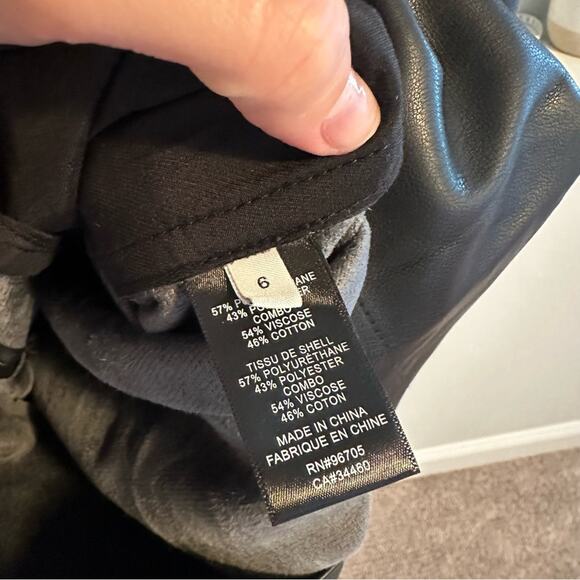 6
57%
43%
COMBO
54% VISCOSE
46% COTTON
TISSU DE SHELL
57% POLYURÉTHANE
43% POLYESTER
COMBO
54% VISCOSE
46% COTON
MADE IN CHINA
FABRIQUE EN CHINE
RN#96705
CA#34460